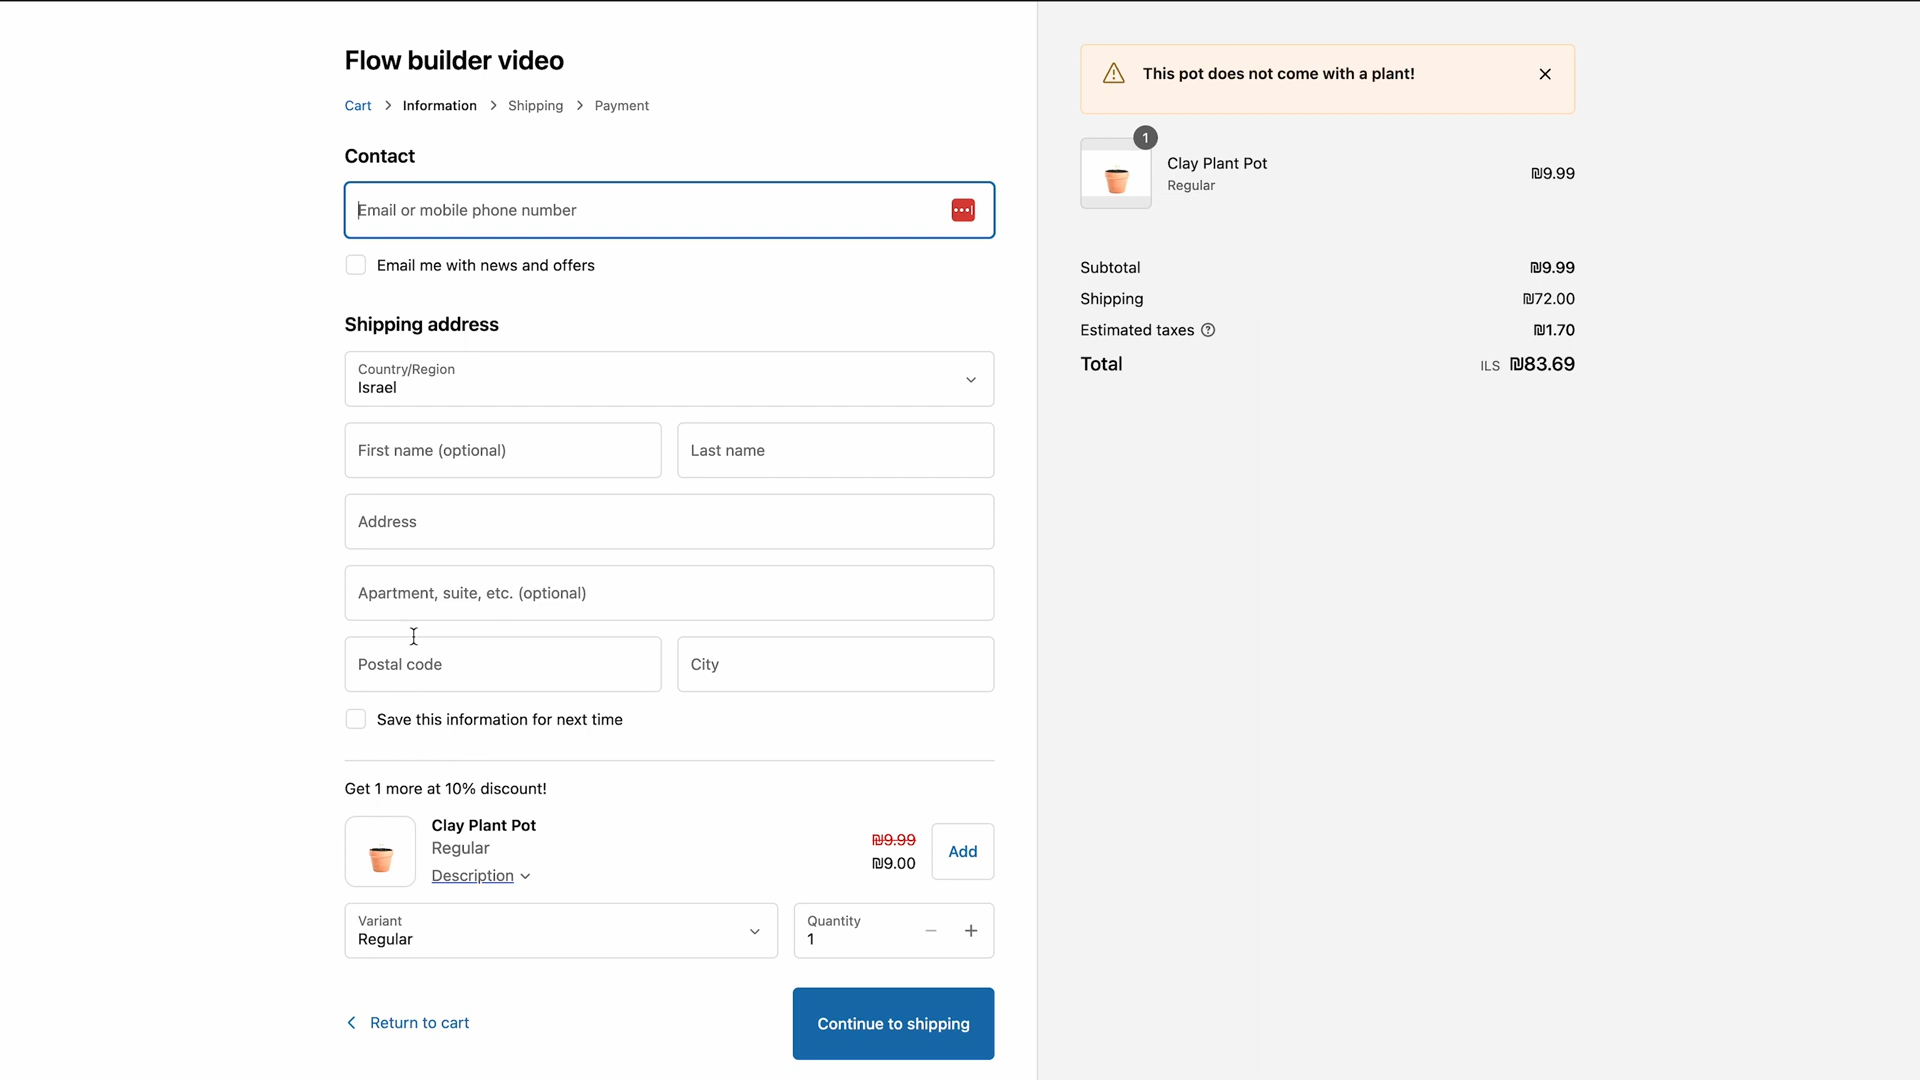 Flow builder video
Cart > Information > Shipping > Payment
Contact
Email or mobile phone number
Email me with news and offers
Shipping address
Country/Region
Israel
First name (optional)
Last name
Address
Apartment, suite, etc. (optional)
Postal code
City
Save this information for next time
Get 1 more at 10% discount!
Clay Plant Pot
Regular
Description
₪9.99
₪9.00
Add
Variant
Regular
Quantity
1
Return to cart
Continue to shipping
This pot does not come with a plant!
1
Clay Plant Pot
Regular
₪9.99
Subtotal ₪9.99
Shipping ₪72.00
Estimated taxes ₪1.70
Total ILS ₪83.69